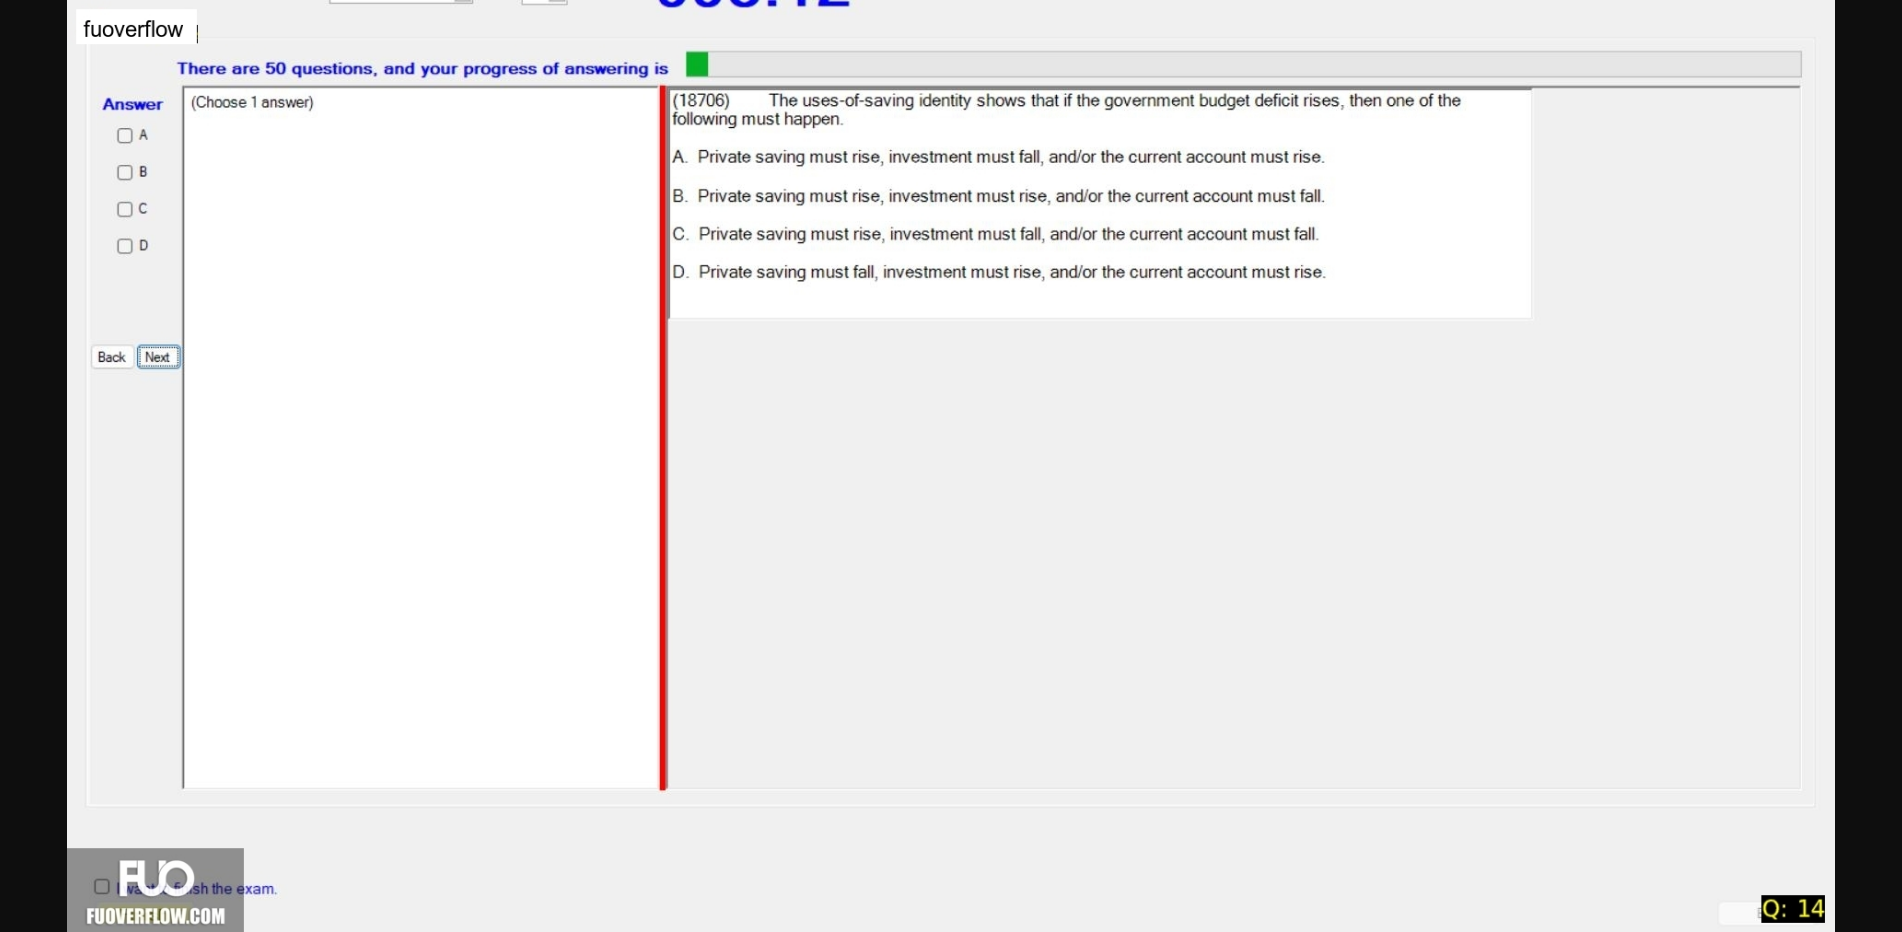 fuoverflow
There are 50 questions, and your progress of answering is
Answer
(Choose 1 answer)
A
B
C
D
Back
Next
(18706) The uses-of-saving identity shows that if the government budget deficit rises, then one of the
following must happen.
A. Private saving must rise, investment must fall, and/or the current account must rise.
B. Private saving must rise, investment must rise, and/or the current account must fall.
C. Private saving must rise, investment must fall, and/or the current account must fall.
D. Private saving must fall, investment must rise, and/or the current account must rise.
FUO
the exam.
FUOVERFLOW.COM
Q: 14